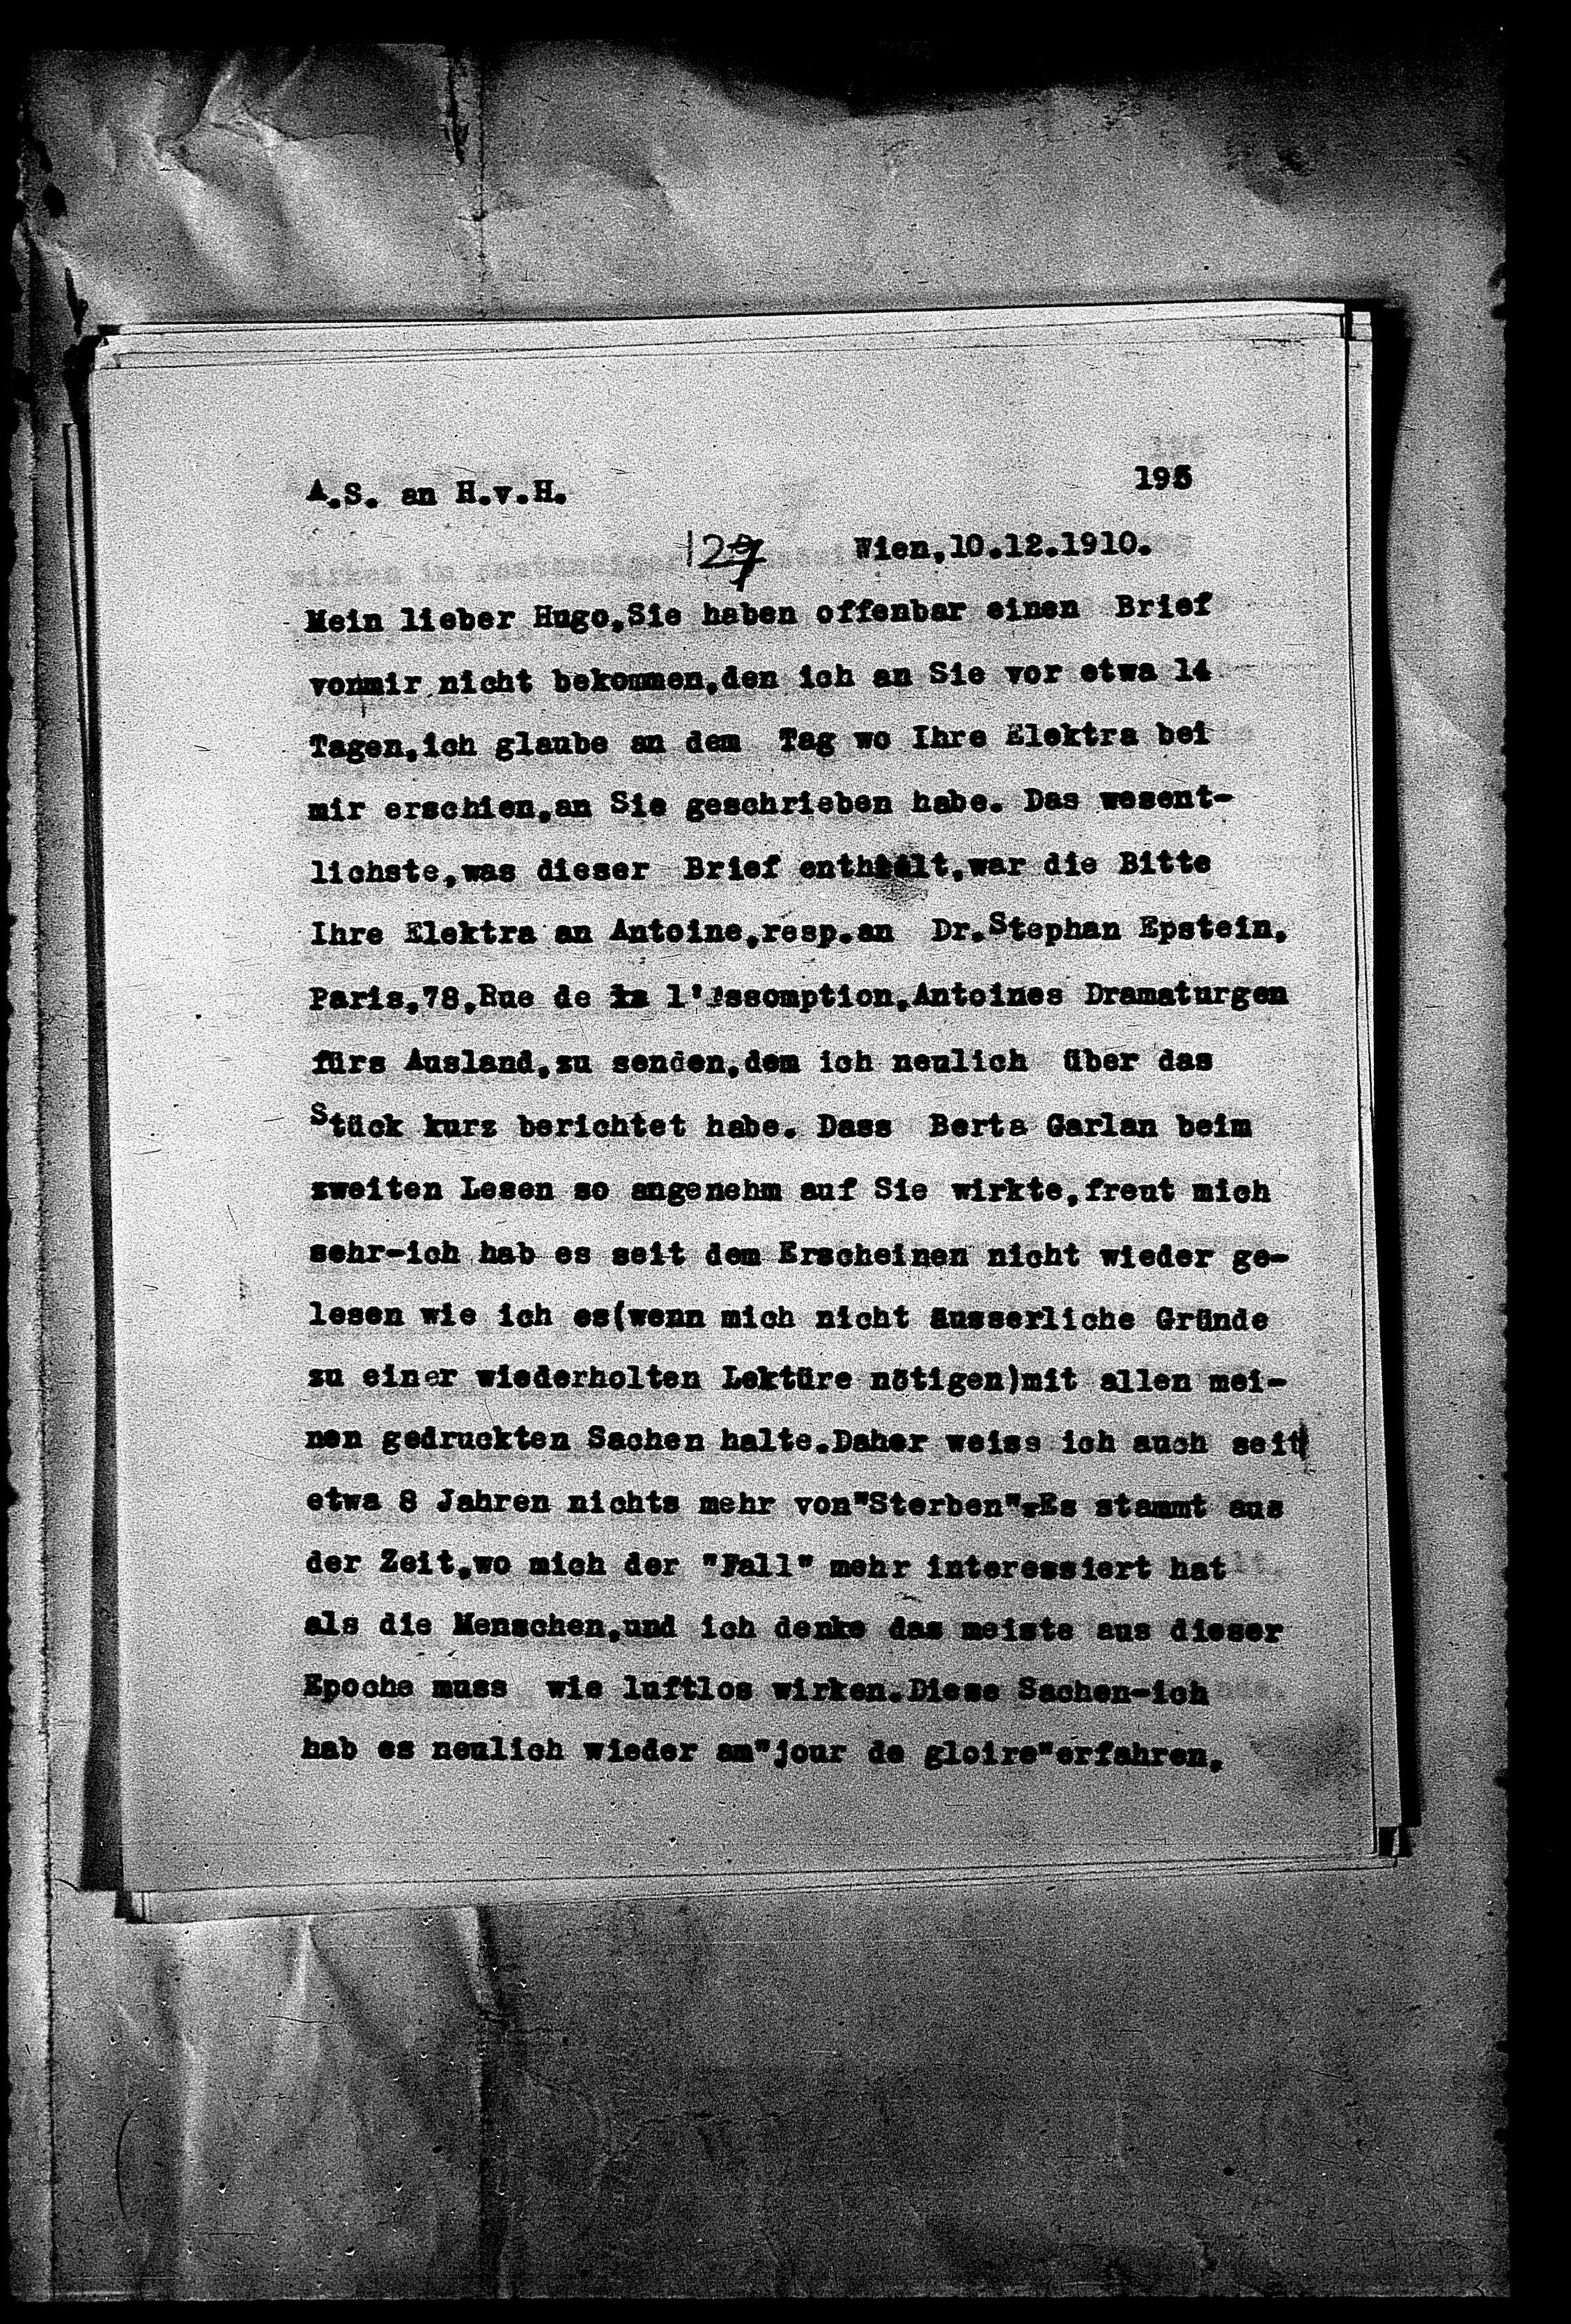 195
A.S. an H.v.H.
Wien,10.12.1910.
Mein lieber Hugo,Sie haben offenbar einen Brief
vonmir nicht bekommen,den ich an Sie vor etwa 14
Tagen,ich glaube an dem Tag wo Ihre Elektra bei
mir erschien,an Sie geschrieben habe. Das wesent-
lichste,was dieser Brief enthält,war die Bitte
Ihre Elektra an Antoine,resp.an Dr.Stephan Epstein,
Paris,78,Rue de l'Assomption,Antoines Dramaturgen
fürs Ausland,zu senden,dem ich neulich über das
Stück kurz berichtet habe. Dass Berta Garlan beim
zweiten Lesen so angenehm auf Sie wirkte,freut mich
sehr-ich hab es seit dem Erscheinen nicht wieder ge-
lesen wie ich es(wenn mich nicht äusserliche Gründe
zu einer wiederholten Lektüre nötigen)mit allen mei-
nen gedruckten Sachen halte.Daher weiss ich auch seit
etwa 8 Jahren nichts mehr von"Sterben".Es stammt aus
der Zeit,wo mich der "Fall" mehr interessiert hat
als die Menschen,und ich denke das meiste aus dieser
Epoche muss wie luftlos wirken.Diese Sachen-ich
hab es neulich wieder am"jour de gloire"erfahren,